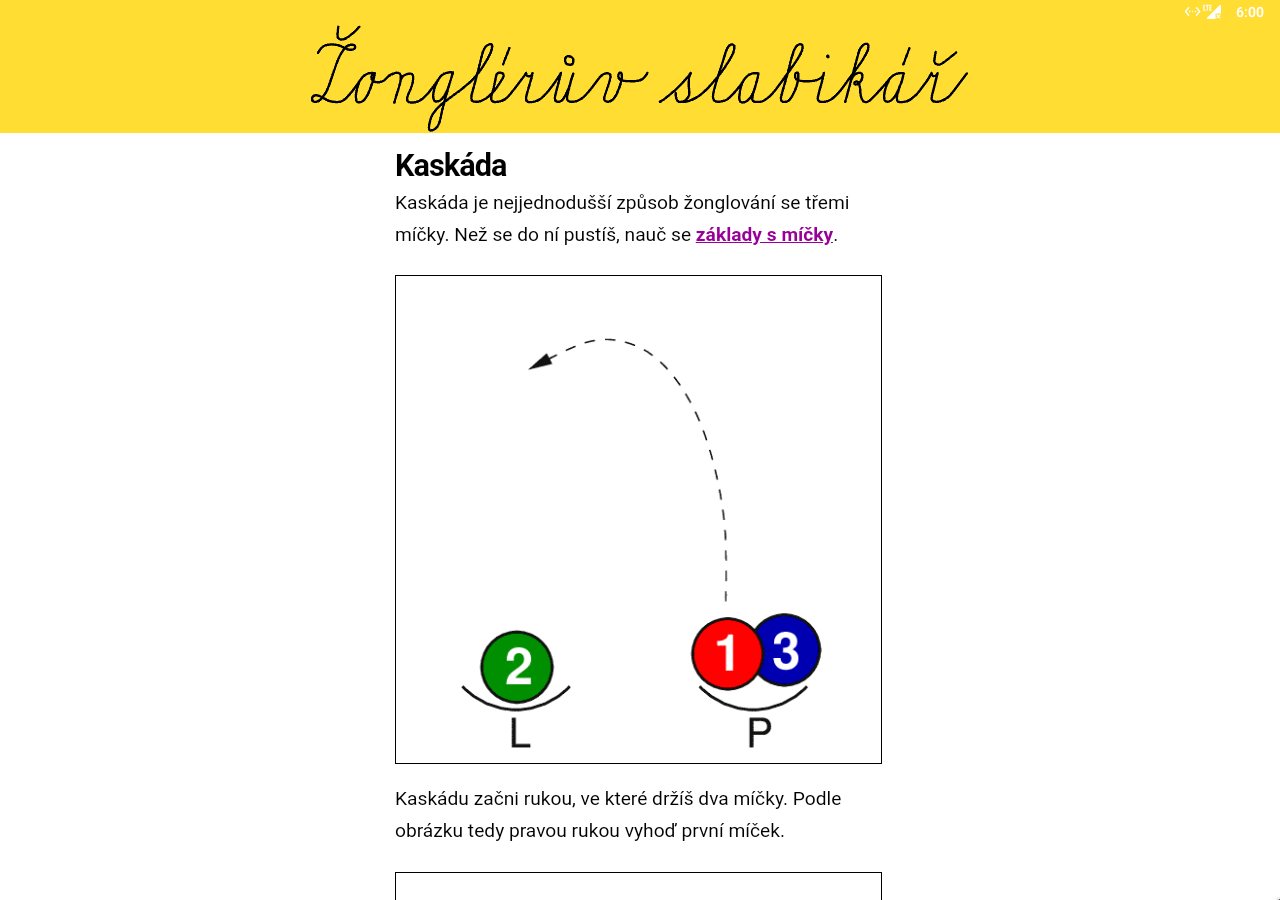 6:00
Žonglérův slabikář
Kaskáda
Kaskáda je nejjednodušší způsob žonglování se třemi
míčky. Než se do ní pustíš, nauč se základy s míčky.
2
1
3
L
P
Kaskádu začni rukou, ve které držíš dva míčky. Podle
obrázku tedy pravou rukou vyhoď první míček.